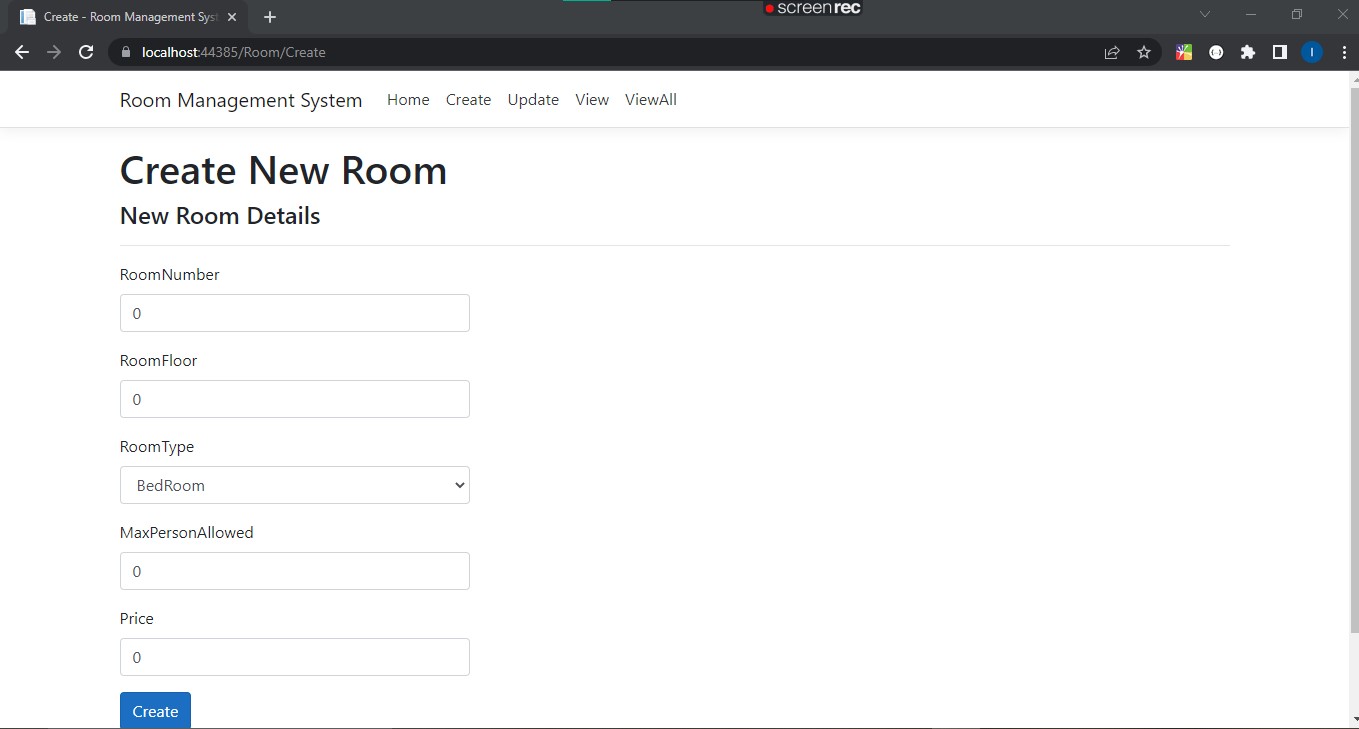 screenrec
Create - Room Management Syst
localhost:44385/Room/Create
I
Room Management System Home Create Update View ViewAll
Create New Room
New Room Details
RoomNumber
0
RoomFloor
0
RoomType
BedRoom
MaxPersonAllowed
0
Price
0
Create